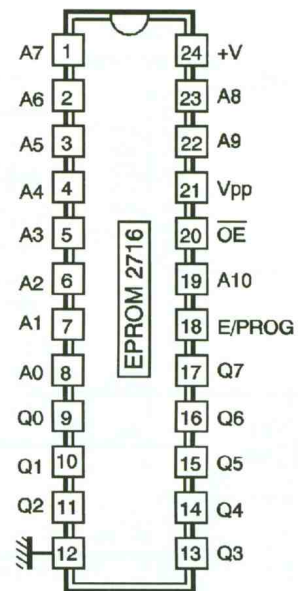 A7 1 24 +V
A6 2 23 A8
A5 3 22 A9
A4 4 21 Vpp
A3 5 20 OE
A2 6 19 A10
A1 7 18 E/PROG
A0 8 17 Q7
Q0 9 16 Q6
Q1 10 15 Q5
Q2 11 14 Q4
12 13 Q3
EPROM 2716